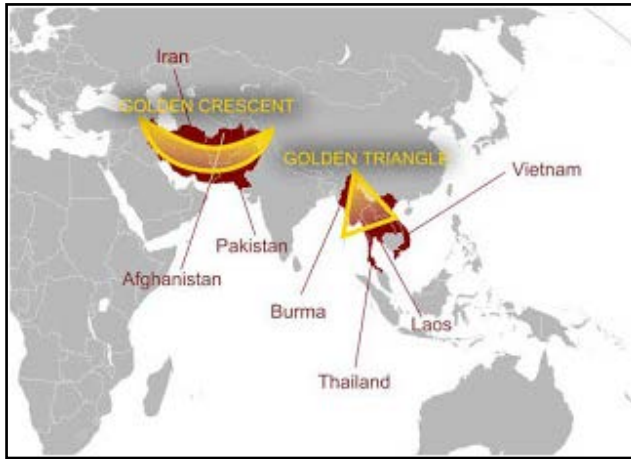 Iran
GOLDEN CRESCENT
GOLDEN TRIANGLE
Vietnam
Pakistan
Afghanistan
Burma
Laos
Thailand